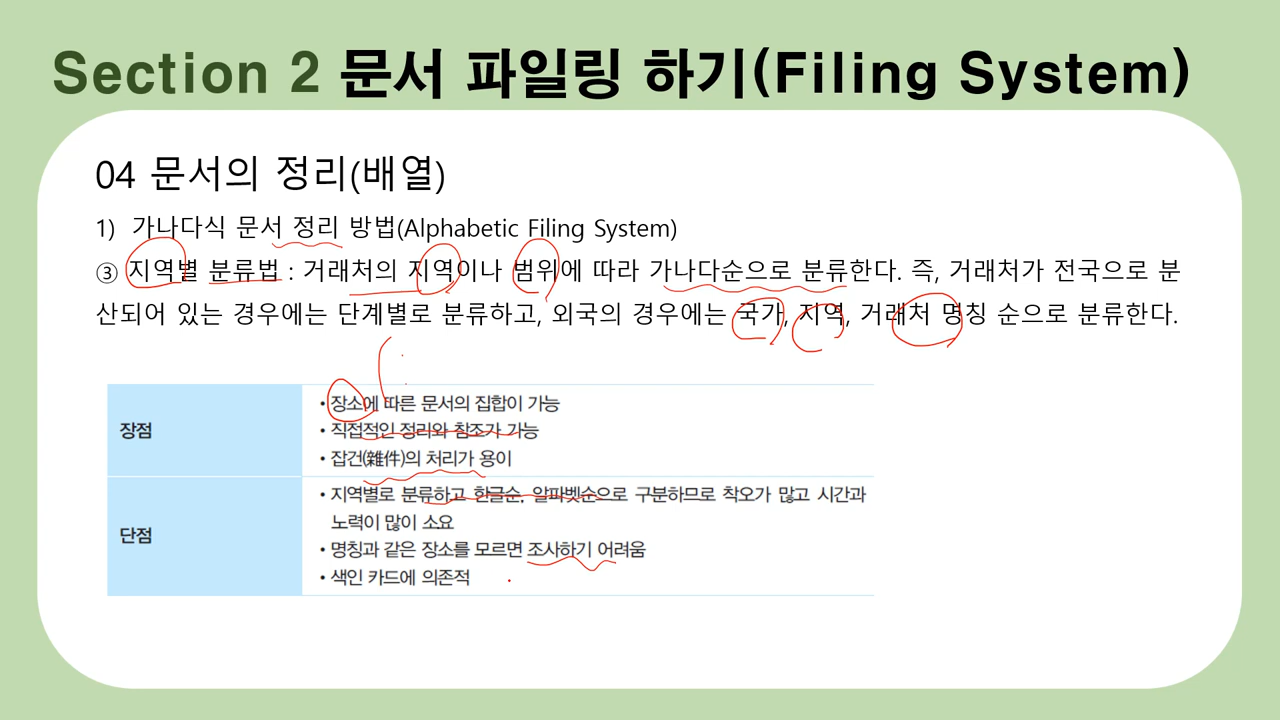 Section 2 문서 파일링 하기(Filing System)
04 문서의 정리(배열)
1) 가나다식 문서 정리 방법(Alphabetic Filing System)
③ 지역별 분류법 : 거래처의 지역이나 범위에 따라 가나다순으로 분류한다. 즉, 거래처가 전국으로 분
산되어 있는 경우에는 단계별로 분류하고, 외국의 경우에는 국가, 지역, 거래처 명칭 순으로 분류한다.
장점
• 장소에 따른 문서의 집합이 가능
• 직접적인 정리와 참조가 가능
• 잡건(雜件)의 처리가 용이
단점
• 지역별로 분류하고 한글순, 알파벳순으로 구분하므로 착오가 많고 시간과
노력이 많이 소요
• 명칭과 같은 장소를 모르면 조사하기 어려움
• 색인 카드에 의존적